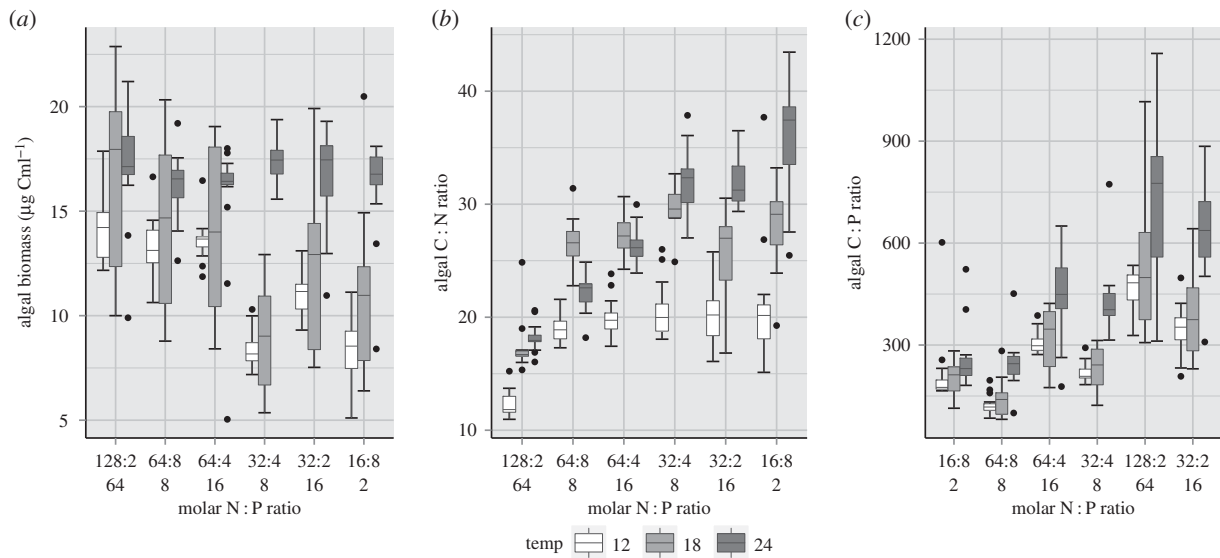 (a)
(b)
(c)
algal biomass (µg Cml⁻¹)
20
15
10
5
128:2 64:8 64:4 32:4 32:2 16:8
64 8 16 8 16 2
molar N : P ratio
algal C : N ratio
40
30
20
10
128:2 64:8 64:4 32:4 32:2 16:8
64 8 16 8 16 2
molar N : P ratio
algal C : P ratio
1200
900
600
300
16:8 64:8 64:4 32:4 128:2 32:2
2 8 16 8 64 16
molar N : P ratio
temp 12 18 24